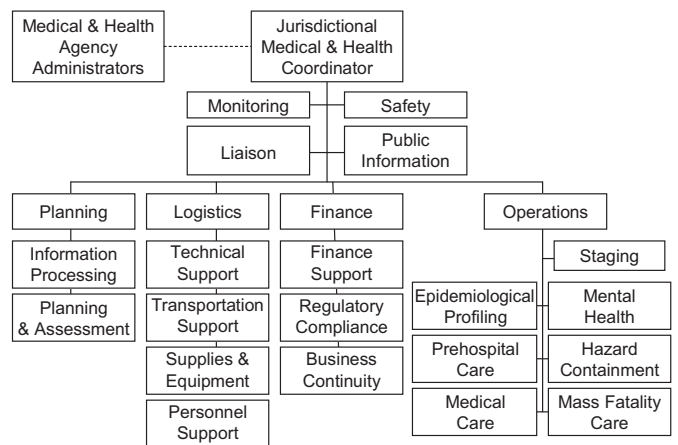 Medical & Health
Agency
Administrators
Jurisdictional
Medical & Health
Coordinator
Monitoring
Safety
Liaison
Public
Information
Planning
Logistics
Finance
Operations
Information
Processing
Planning
& Assessment
Technical
Support
Transportation
Support
Supplies &
Equipment
Personnel
Support
Finance
Support
Regulatory
Compliance
Business
Continuity
Staging
Epidemiological
Profiling
Mental
Health
Prehospital
Care
Hazard
Containment
Medical
Care
Mass Fatality
Care